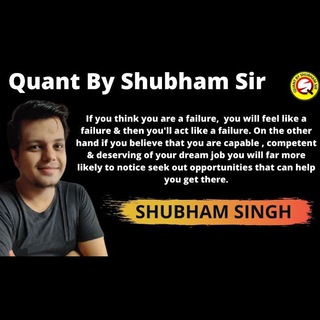 Quant By Shubham Sir
If you think you are a failure, you will feel like a
failure & then you'll act like a failure. On the other
hand if you believe that you are capable , competent
& deserving of your dream job you will far more
likely to notice seek out opportunities that can help
you get there.
SHUBHAM SINGH